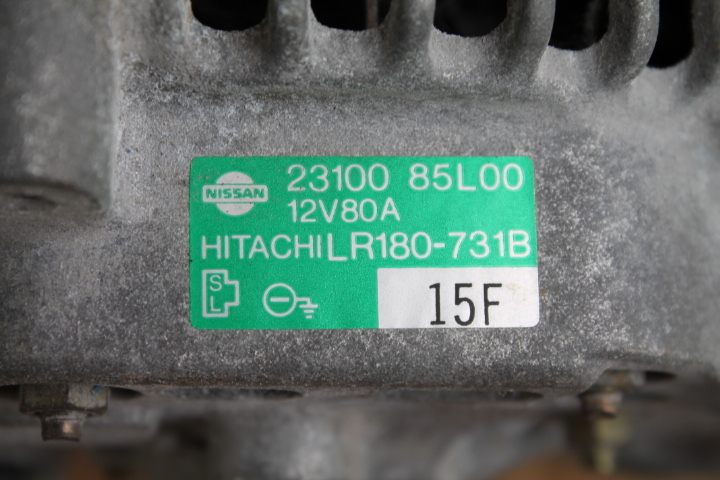 NISSAN 23100 85L00
12V80A
HITACHI LR180-731B
S
L
15F